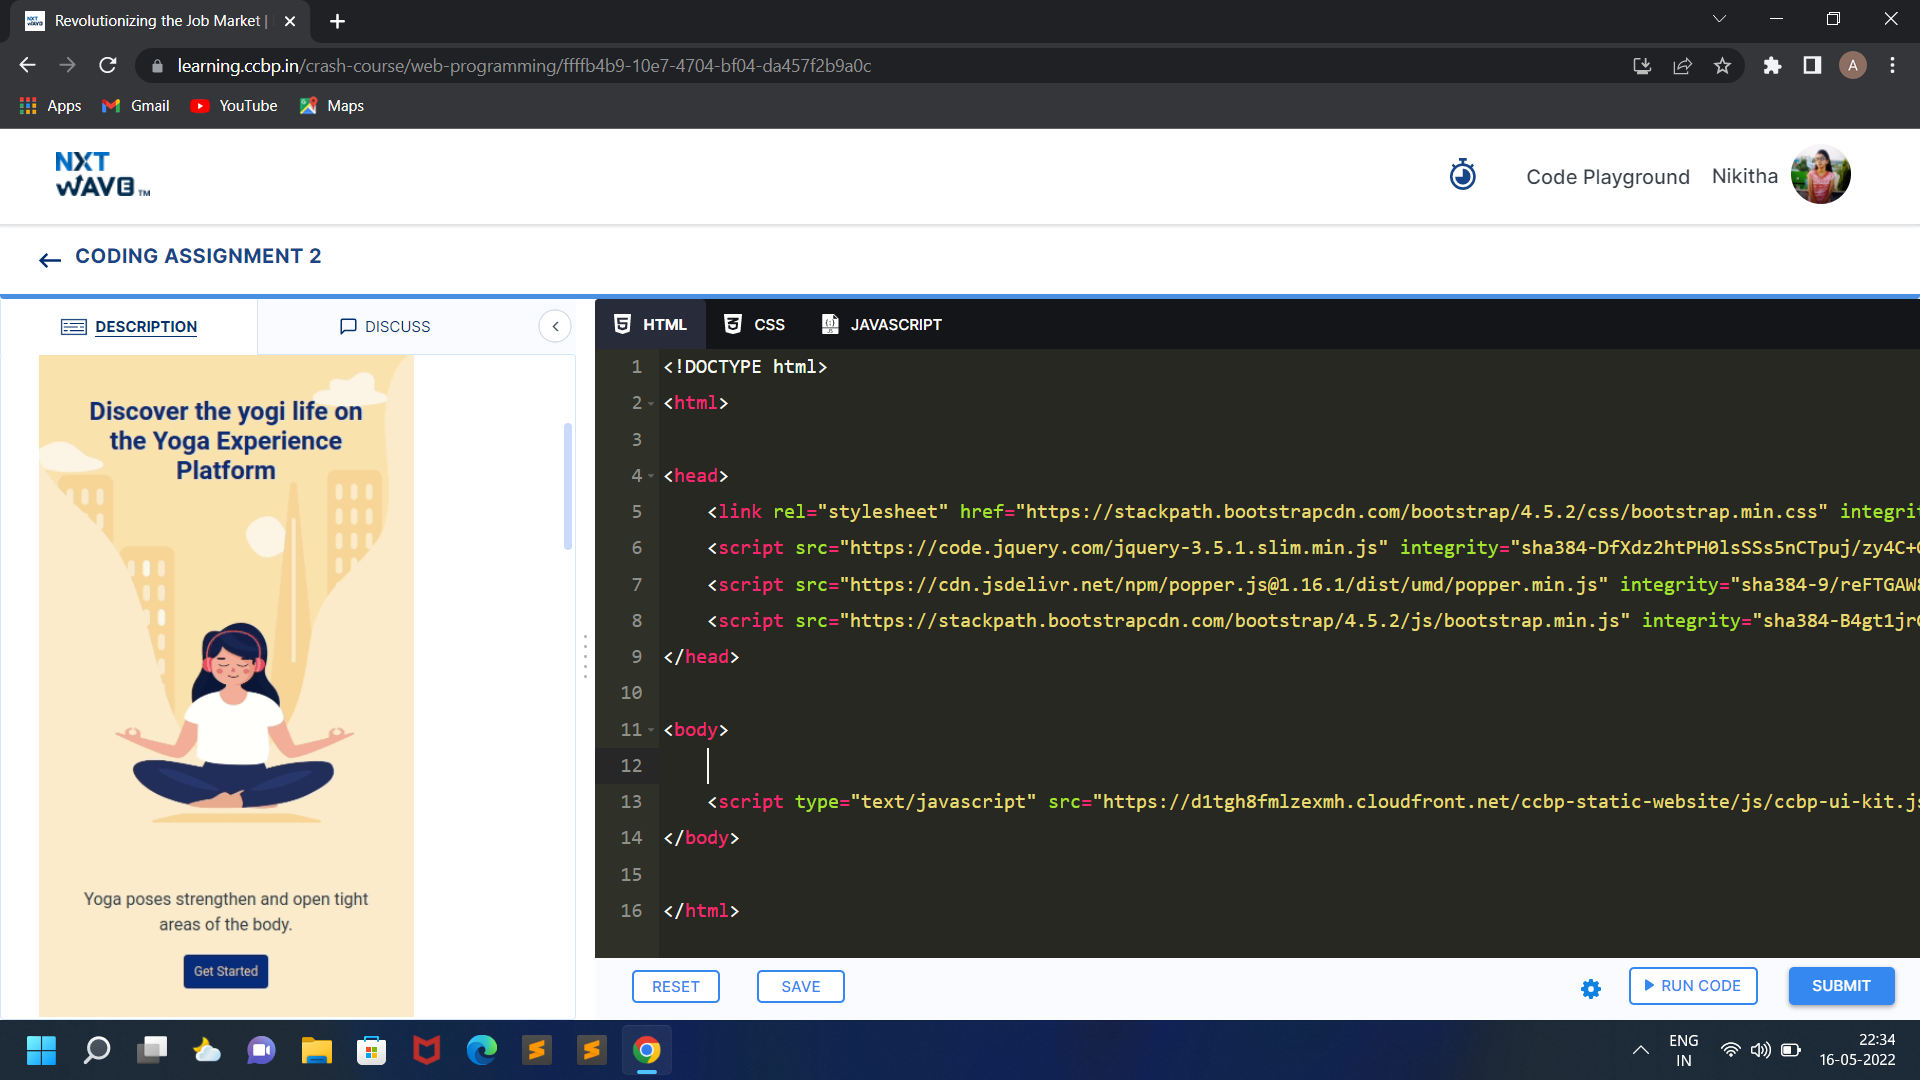 Revolutionizing the Job Market |
learning.ccbp.in/crash-course/web-programming/ffffb4b9-10e7-4704-bf04-da457f2b9a0c
A
Apps Gmail YouTube Maps
NXT
WAVE TM
Code Playground Nikitha
CODING ASSIGNMENT 2
DESCRIPTION DISCUSS
HTML CSS JAVASCRIPT
Discover the yogi life on
the Yoga Experience
Platform
Yoga poses strengthen and open tight
areas of the body.
Get Started
1 <!DOCTYPE html>
2 <html>
3
4 <head>
5 <link rel="stylesheet" href="https://stackpath.bootstrapcdn.com/bootstrap/4.5.2/css/bootstrap.min.css" integri
6 <script src="https://code.jquery.com/jquery-3.5.1.slim.min.js" integrity="sha384-DfXdz2htPH0lsSSs5nCTpuj/zy4C+
7 <script src="https://cdn.jsdelivr.net/npm/popper.js@1.16.1/dist/umd/popper.min.js" integrity="sha384-9/reFTGAW
8 <script src="https://stackpath.bootstrapcdn.com/bootstrap/4.5.2/js/bootstrap.min.js" integrity="sha384-B4gt1jr
9 </head>
10
11 <body>
12
13 <script type="text/javascript" src="https://d1tgh8fmlzexmh.cloudfront.net/ccbp-static-website/js/ccbp-ui-kit.js
14 </body>
15
16 </html>
RESET SAVE RUN CODE SUBMIT
ENG
IN
22:34
16-05-2022